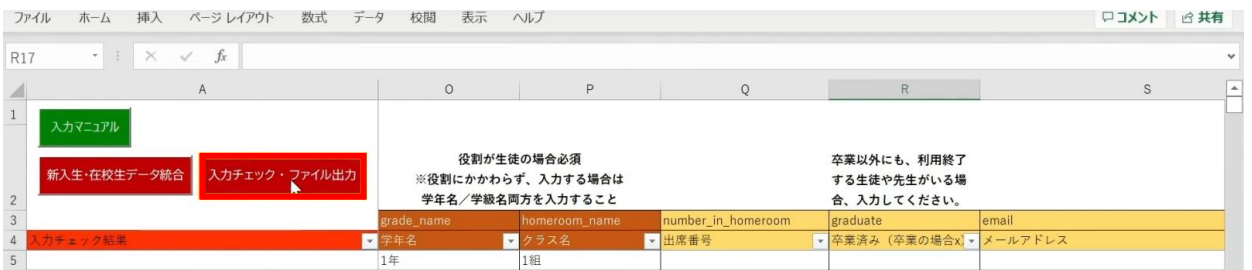 ファイル ホーム 挿入 ページ レイアウト 数式 データ 校閲 表示 ヘルプ コメント 共有
R17 fx
A O P Q R S
1
入力マニュアル
役割が生徒の場合必須 卒業以外にも、利用終了
新入生・在校生データ統合 入力チェック・ファイル出力 ※役割にかかわらず、入力する場合は する生徒や先生がいる場
2 学年名／学級名両方を入力すること 合、入力してください。
3 grade_name homeroom_name number_in_homeroom graduate email
4 入力チェック結果 学年名 クラス名 出席番号 卒業済み（卒業の場合x） メールアドレス
5 1年 1組